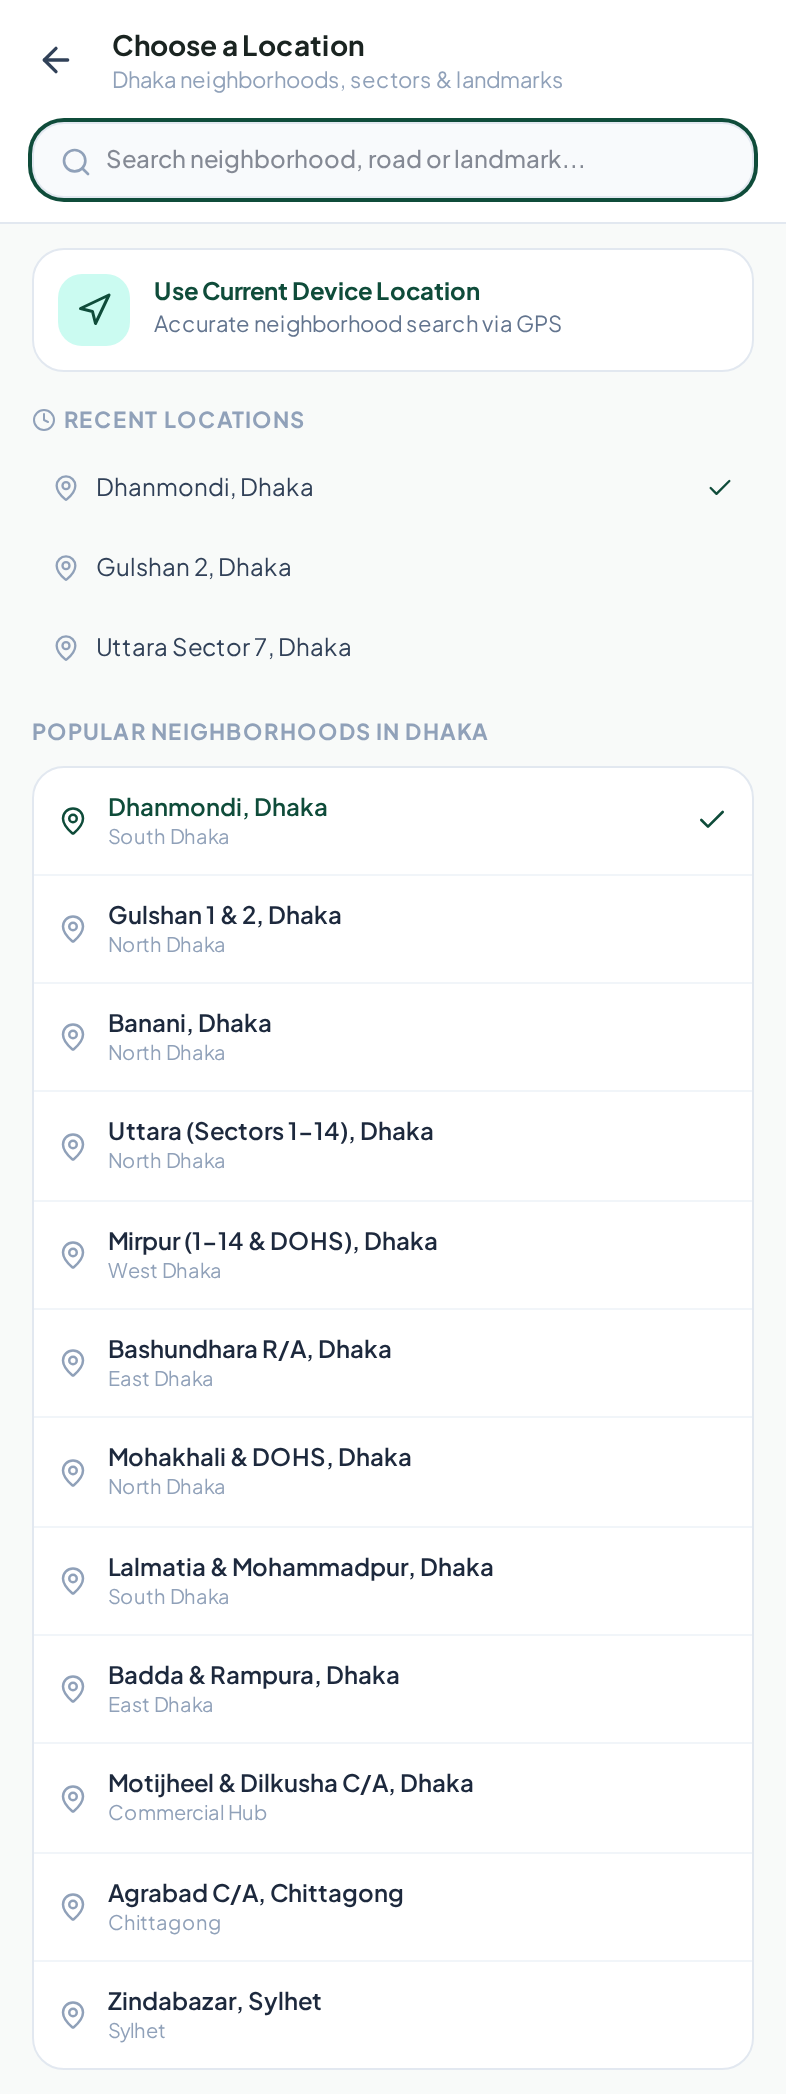 Choose a Location
Dhaka neighborhoods, sectors & landmarks
Search neighborhood, road or landmark...
Use Current Device Location
Accurate neighborhood search via GPS
RECENT LOCATIONS
Dhanmondi, Dhaka
Gulshan 2, Dhaka
Uttara Sector 7, Dhaka
POPULAR NEIGHBORHOODS IN DHAKA
Dhanmondi, Dhaka
South Dhaka
Gulshan 1 & 2, Dhaka
North Dhaka
Banani, Dhaka
North Dhaka
Uttara (Sectors 1–14), Dhaka
North Dhaka
Mirpur (1–14 & DOHS), Dhaka
West Dhaka
Bashundhara R/A, Dhaka
East Dhaka
Mohakhali & DOHS, Dhaka
North Dhaka
Lalmatia & Mohammadpur, Dhaka
South Dhaka
Badda & Rampura, Dhaka
East Dhaka
Motijheel & Dilkusha C/A, Dhaka
Commercial Hub
Agrabad C/A, Chittagong
Chittagong
Zindabazar, Sylhet
Sylhet